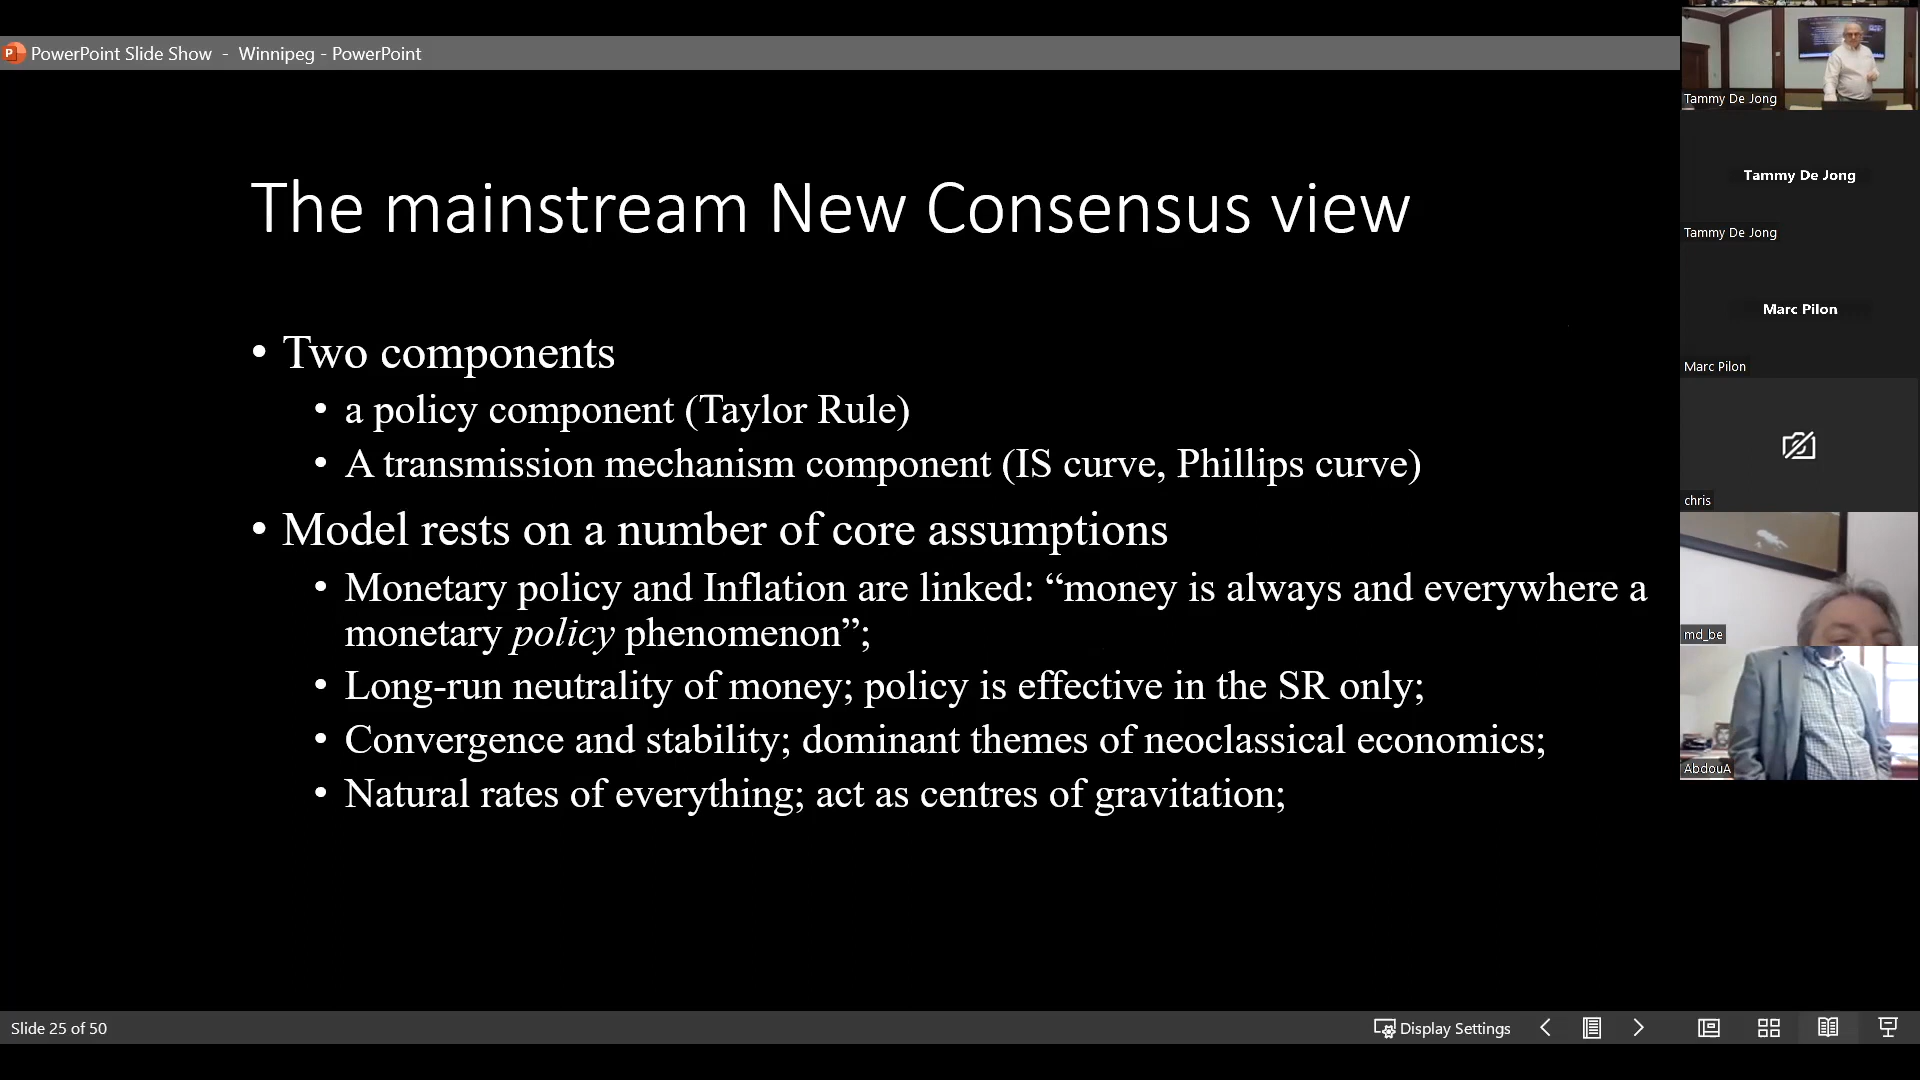 PowerPoint Slide Show - Winnipeg - PowerPoint
The mainstream New Consensus view
• Two components
• a policy component (Taylor Rule)
• A transmission mechanism component (IS curve, Phillips curve)
• Model rests on a number of core assumptions
• Monetary policy and Inflation are linked: “money is always and everywhere a
monetary policy phenomenon”;
• Long-run neutrality of money; policy is effective in the SR only;
• Convergence and stability; dominant themes of neoclassical economics;
• Natural rates of everything; act as centres of gravitation;
Tammy De Jong
Tammy De Jong
Tammy De Jong
Marc Pilon
Marc Pilon
chris
md_be
AbdouA
Slide 25 of 50
Display Settings